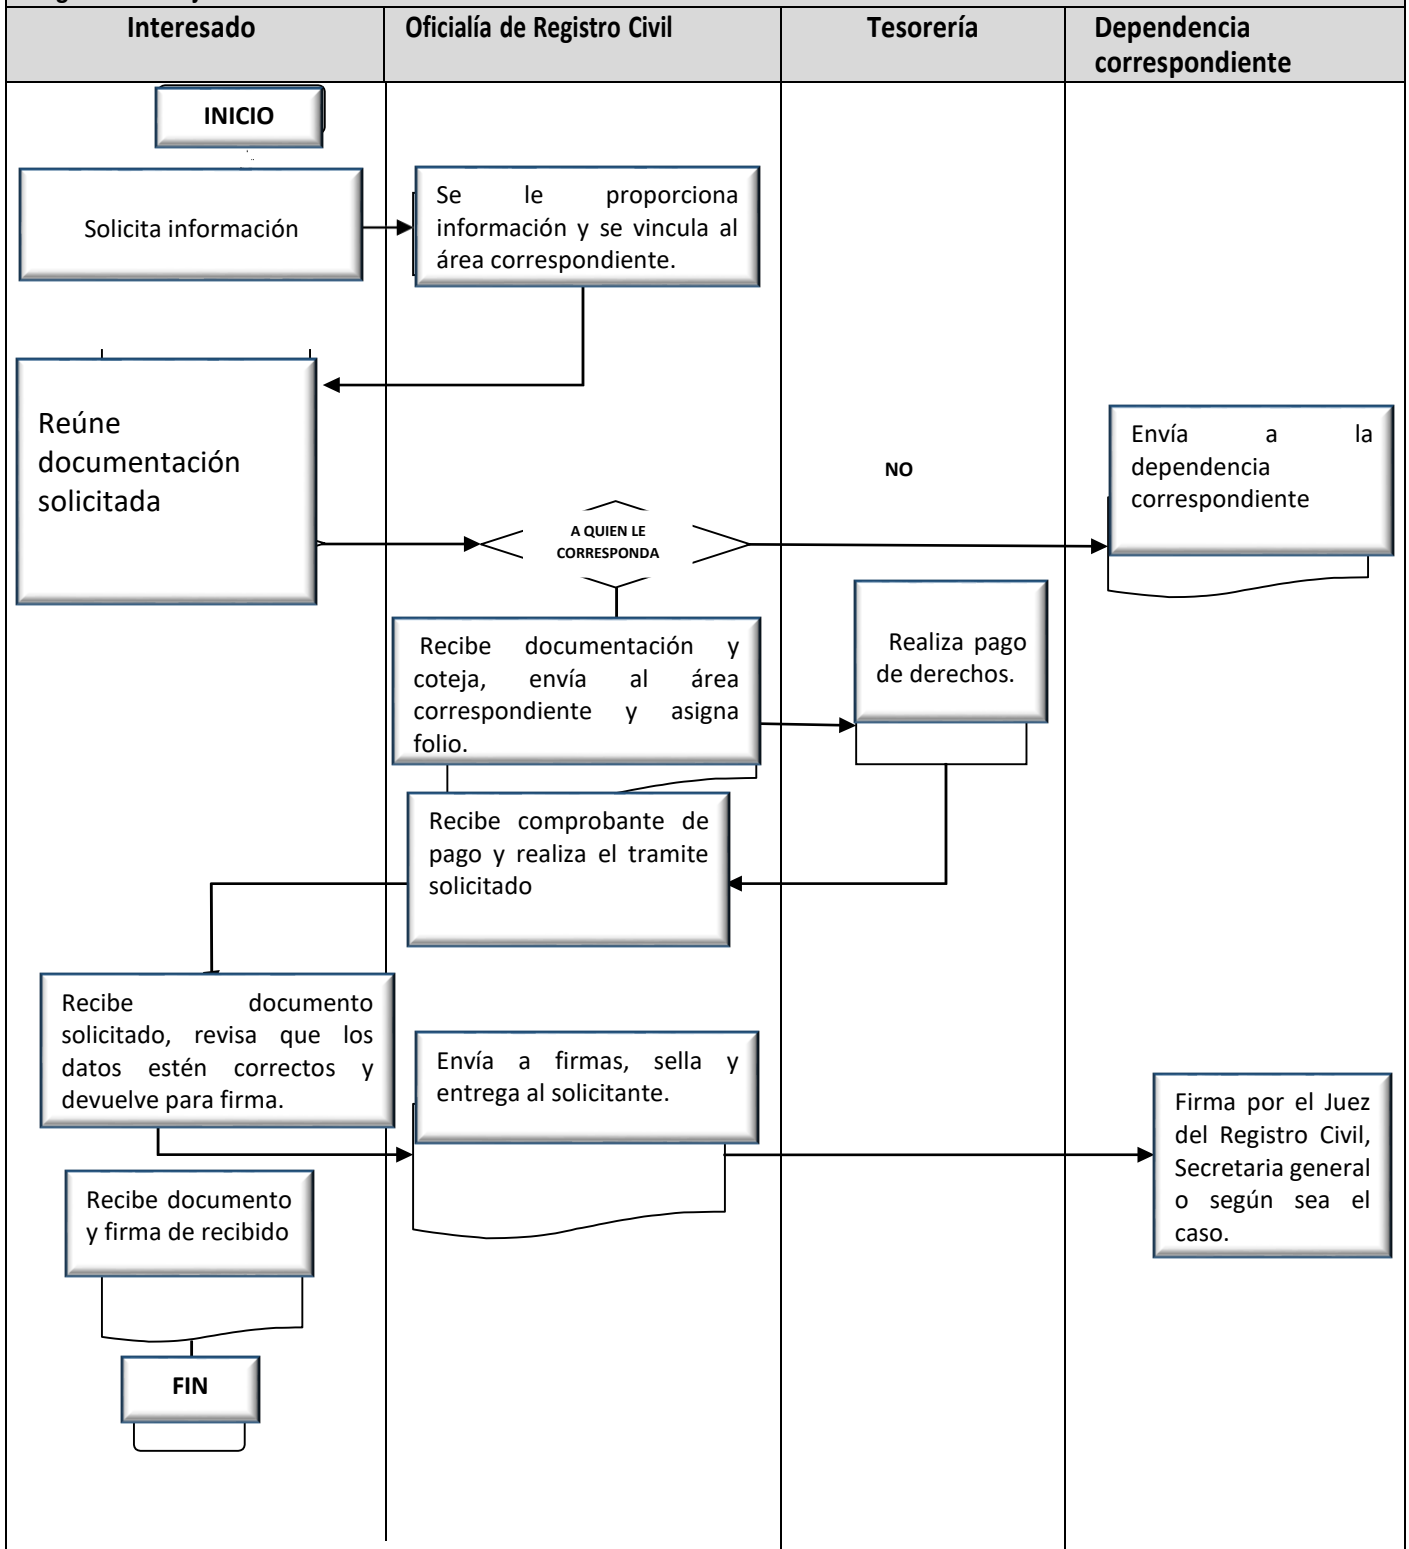 Interesado
Oficialía de Registro Civil
Tesorería
Dependencia
correspondiente
INICIO
Solicita información
Se le proporciona
información y se vincula al
área correspondiente.
Reúne
documentación
solicitada
A QUIEN LE
CORRESPONDA
NO
Envía a la
dependencia
correspondiente
Recibe documentación y
coteja, envía al área
correspondiente y asigna
folio.
Realiza pago
de derechos.
Recibe comprobante de
pago y realiza el tramite
solicitado
Recibe documento
solicitado, revisa que los
datos estén correctos y
devuelve para firma.
Envía a firmas, sella y
entrega al solicitante.
Firma por el Juez
del Registro Civil,
Secretaria general
o según sea el
caso.
Recibe documento
y firma de recibido
FIN